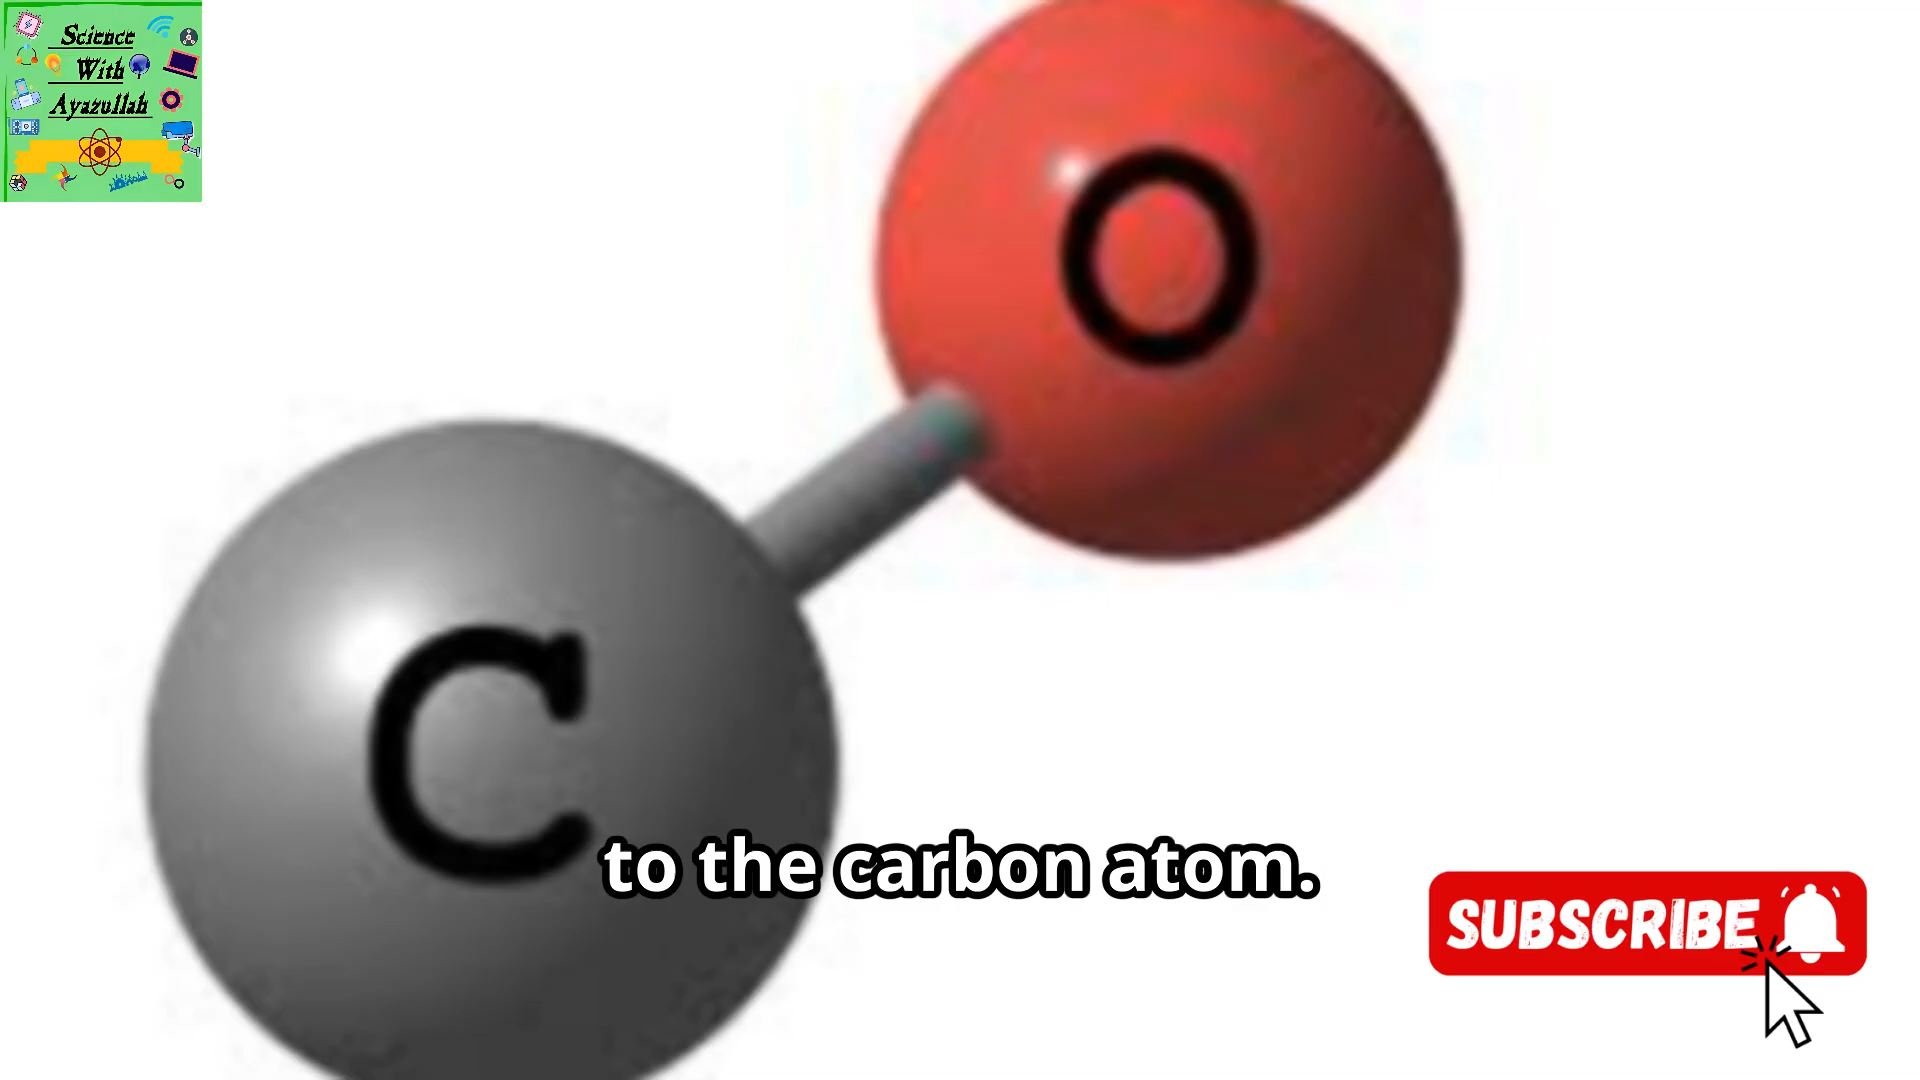 Science
With
Ayazullah
O
C
to the carbon atom.
SUBSCRIBE